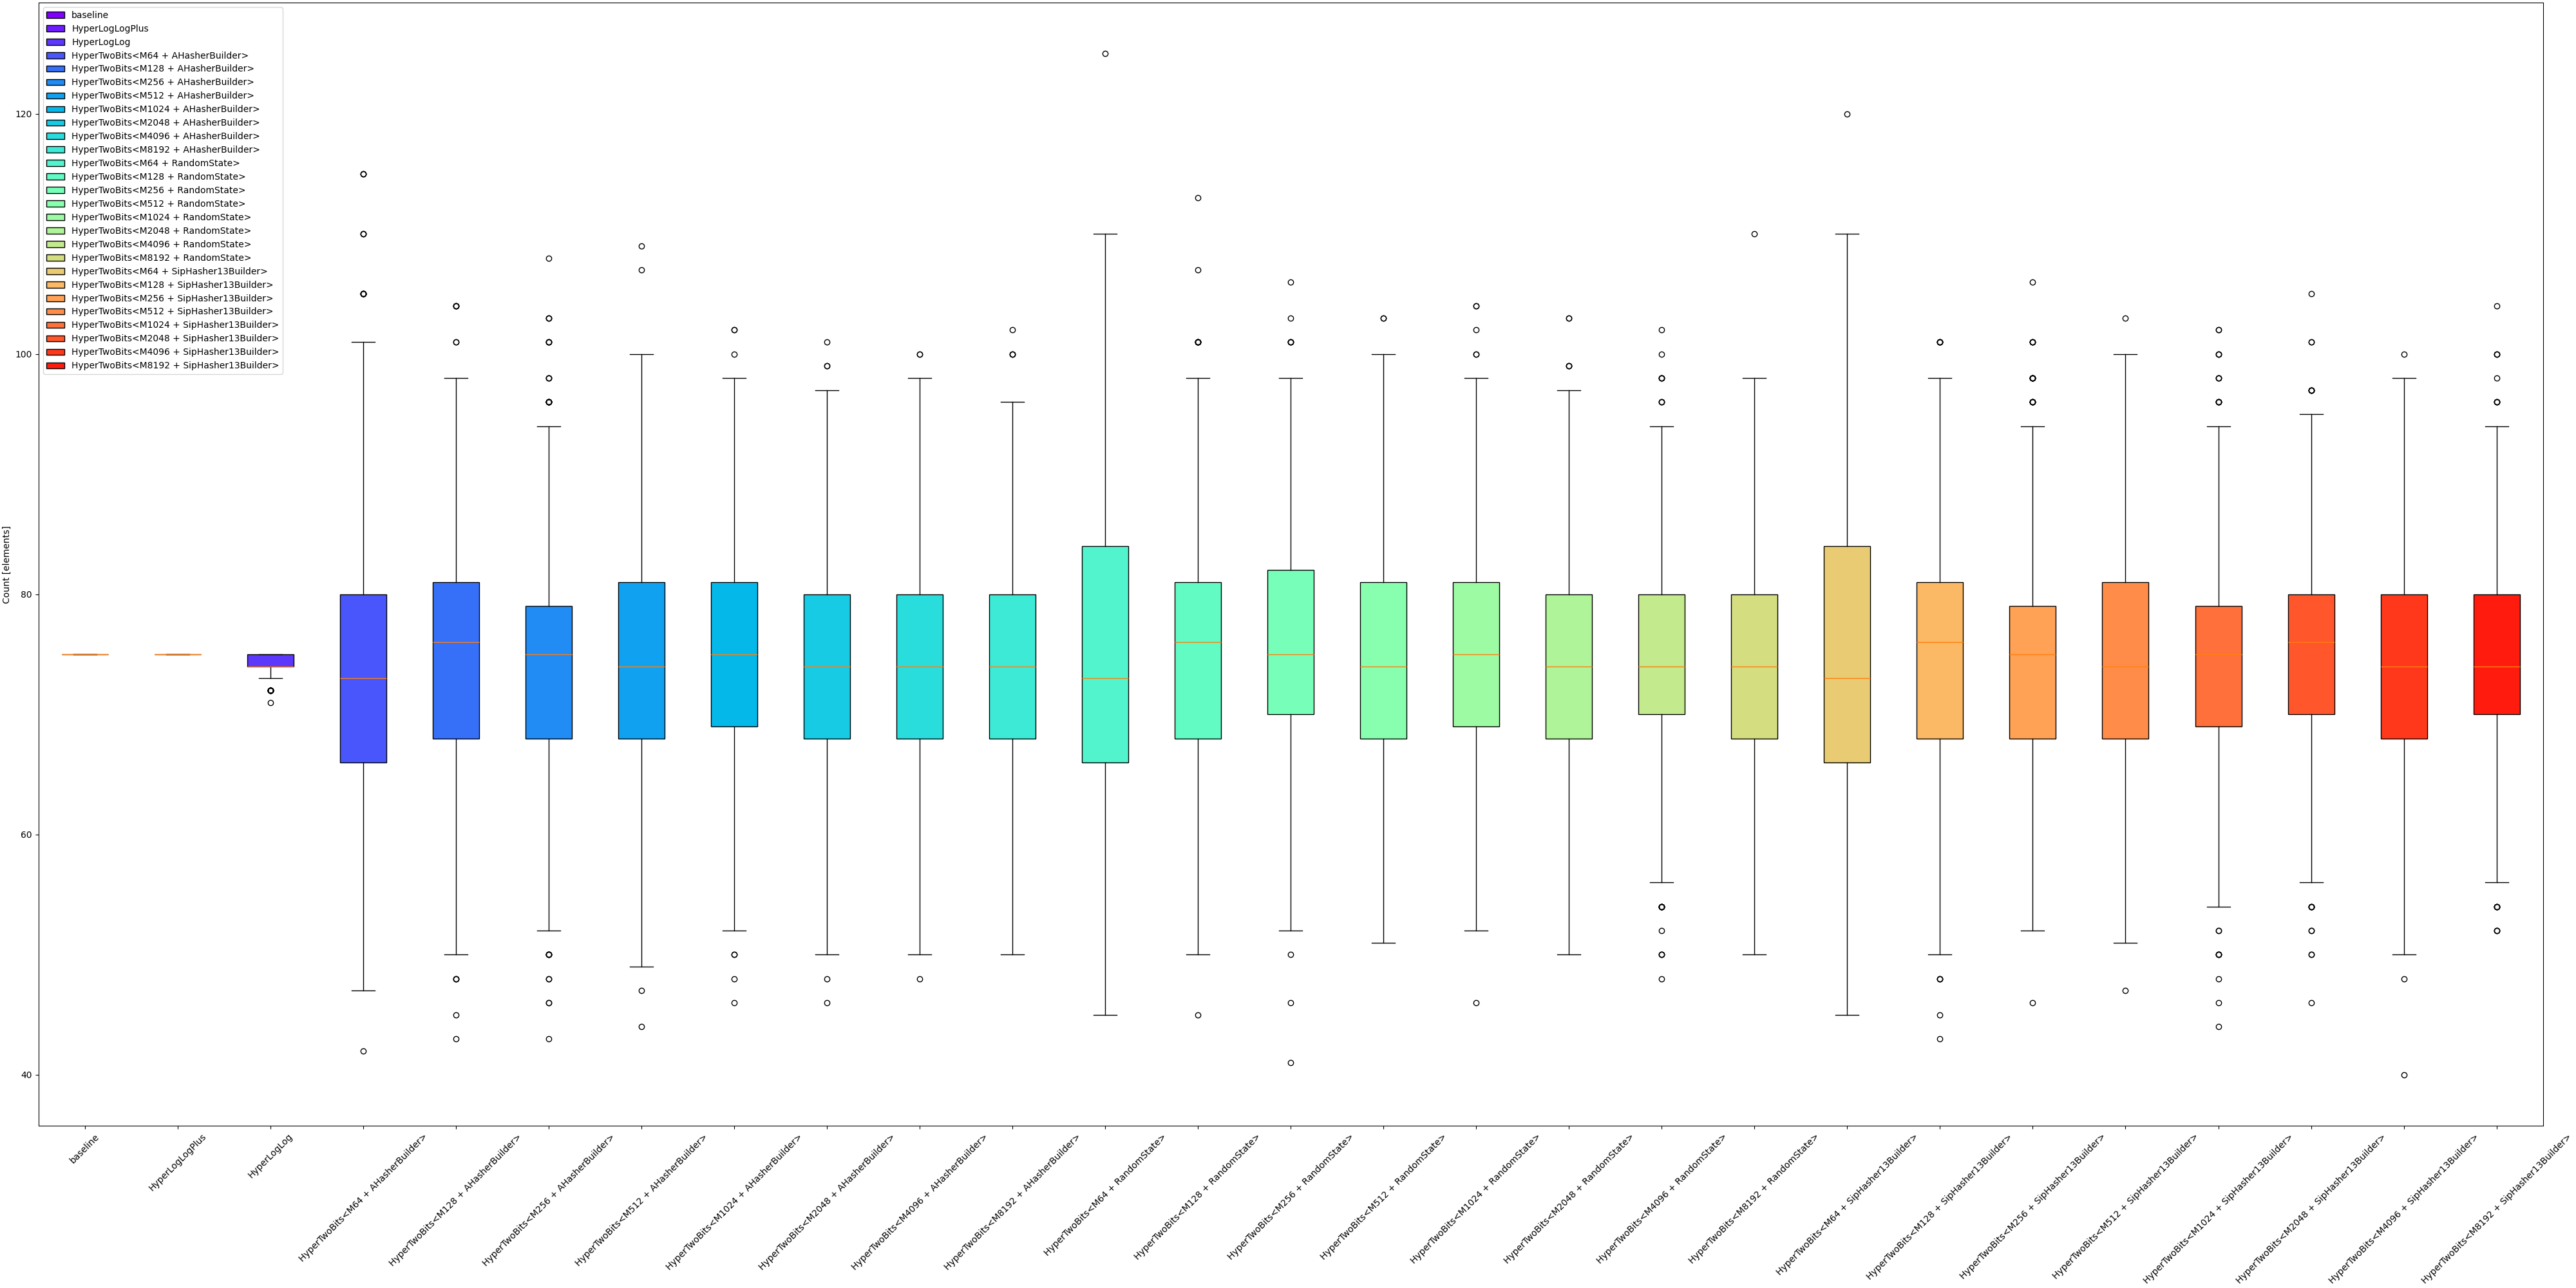 baseline
HyperLogLogPlus
HyperLogLog
HyperTwoBits<M64 + AHasherBuilder>
HyperTwoBits<M128 + AHasherBuilder>
HyperTwoBits<M256 + AHasherBuilder>
HyperTwoBits<M512 + AHasherBuilder>
HyperTwoBits<M1024 + AHasherBuilder>
HyperTwoBits<M2048 + AHasherBuilder>
HyperTwoBits<M4096 + AHasherBuilder>
HyperTwoBits<M8192 + AHasherBuilder>
HyperTwoBits<M64 + RandomState>
HyperTwoBits<M128 + RandomState>
HyperTwoBits<M256 + RandomState>
HyperTwoBits<M512 + RandomState>
HyperTwoBits<M1024 + RandomState>
HyperTwoBits<M2048 + RandomState>
HyperTwoBits<M4096 + RandomState>
HyperTwoBits<M8192 + RandomState>
HyperTwoBits<M64 + SipHasher13Builder>
HyperTwoBits<M128 + SipHasher13Builder>
HyperTwoBits<M256 + SipHasher13Builder>
HyperTwoBits<M512 + SipHasher13Builder>
HyperTwoBits<M1024 + SipHasher13Builder>
HyperTwoBits<M2048 + SipHasher13Builder>
HyperTwoBits<M4096 + SipHasher13Builder>
HyperTwoBits<M8192 + SipHasher13Builder>
120
100
80
60
40
Count [elements]
baseline
HyperLogLogPlus
HyperLogLog
HyperTwoBits<M64 + AHasherBuilder>
HyperTwoBits<M128 + AHasherBuilder>
HyperTwoBits<M256 + AHasherBuilder>
HyperTwoBits<M512 + AHasherBuilder>
HyperTwoBits<M1024 + AHasherBuilder>
HyperTwoBits<M2048 + AHasherBuilder>
HyperTwoBits<M4096 + AHasherBuilder>
HyperTwoBits<M8192 + AHasherBuilder>
HyperTwoBits<M64 + RandomState>
HyperTwoBits<M128 + RandomState>
HyperTwoBits<M256 + RandomState>
HyperTwoBits<M512 + RandomState>
HyperTwoBits<M1024 + RandomState>
HyperTwoBits<M2048 + RandomState>
HyperTwoBits<M4096 + RandomState>
HyperTwoBits<M8192 + RandomState>
HyperTwoBits<M64 + SipHasher13Builder>
HyperTwoBits<M128 + SipHasher13Builder>
HyperTwoBits<M256 + SipHasher13Builder>
HyperTwoBits<M512 + SipHasher13Builder>
HyperTwoBits<M1024 + SipHasher13Builder>
HyperTwoBits<M2048 + SipHasher13Builder>
HyperTwoBits<M4096 + SipHasher13Builder>
HyperTwoBits<M8192 + SipHasher13Builder>